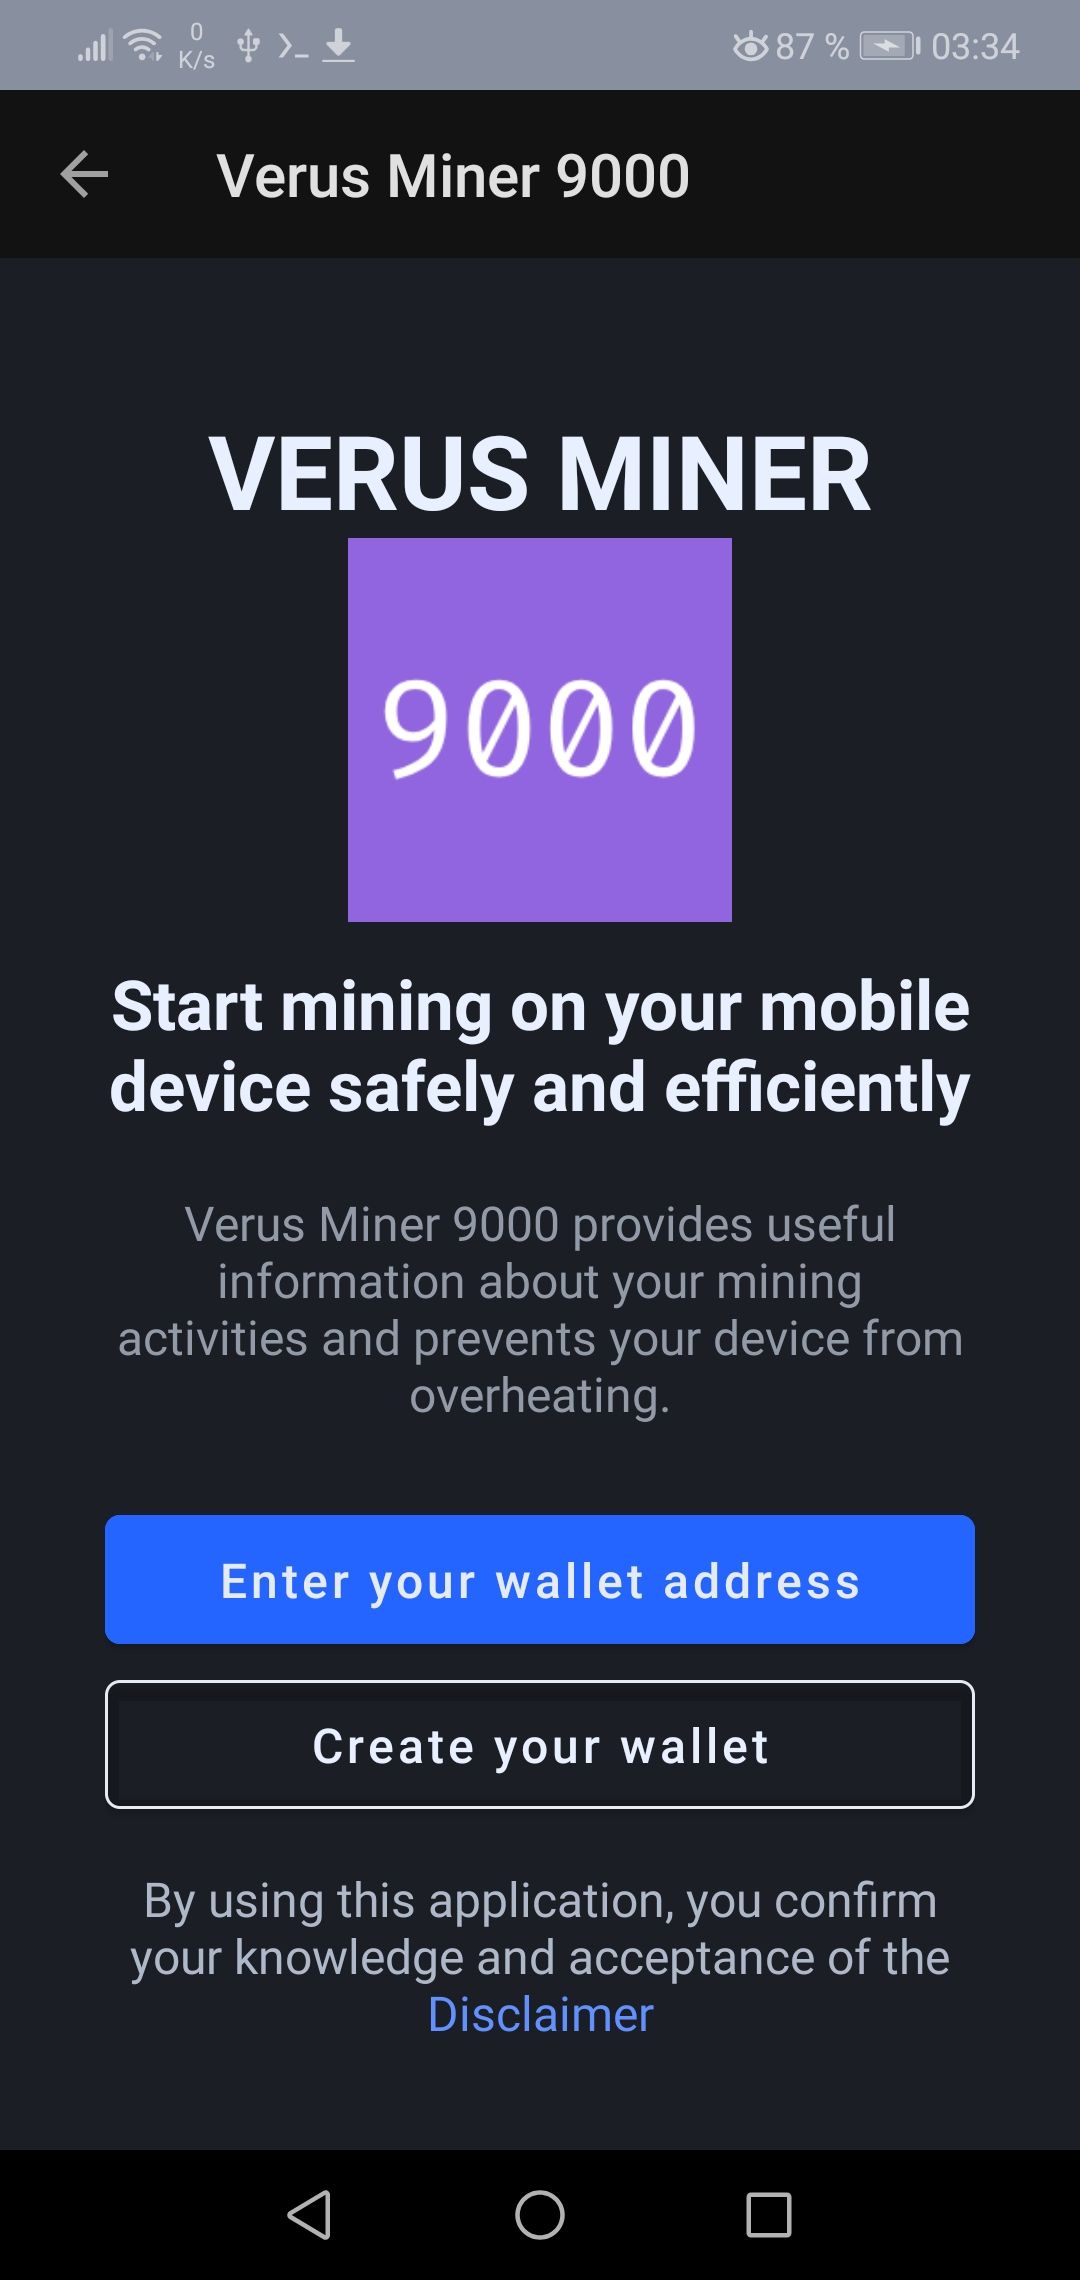 0
K/s
87 %
03:34
Verus Miner 9000
VERUS MINER
9000
Start mining on your mobile
device safely and efficiently
Verus Miner 9000 provides useful
information about your mining
activities and prevents your device from
overheating.
Enter your wallet address
Create your wallet
By using this application, you confirm
your knowledge and acceptance of the
Disclaimer